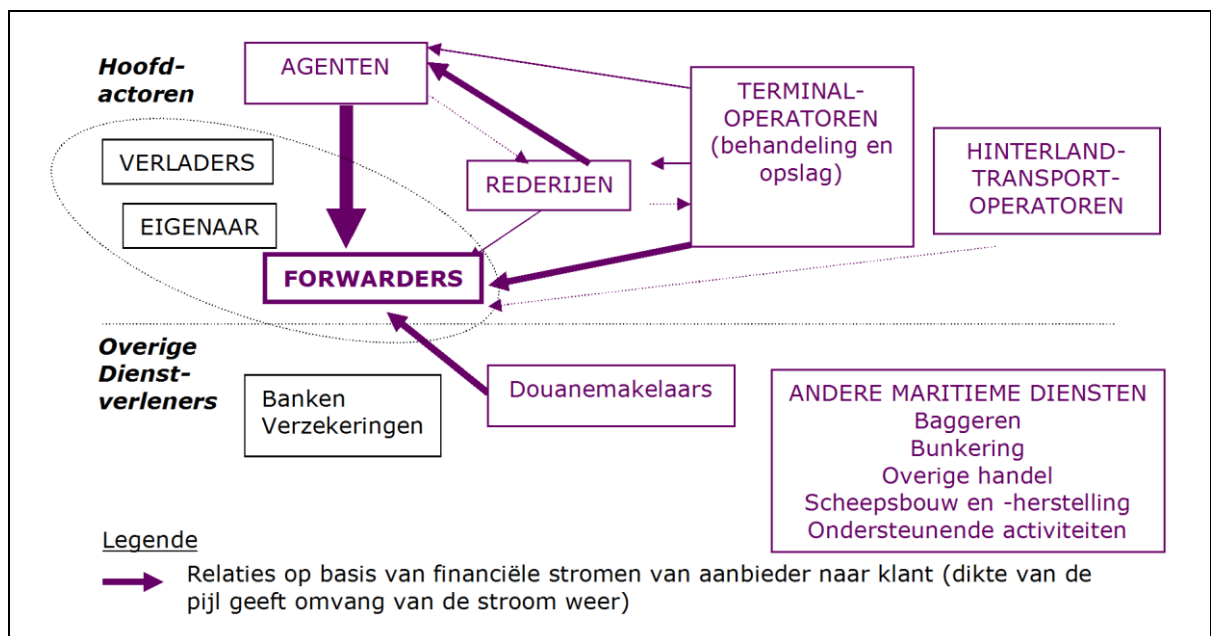 Hoofd-
actoren
AGENTEN
VERLADERS
EIGENAAR
FORWARDERS
REDERIJEN
TERMINAL-
OPERATOREN
(behandeling en
opslag)
HINTERLAND-
TRANSPORT-
OPERATOREN
Overige
Dienst-
verleners
Banken
Verzekeringen
Douanemakelaars
ANDERE MARITIEME DIENSTEN
Baggeren
Bunkering
Overige handel
Scheepsbouw en -herstelling
Ondersteunende activiteiten
Legende
Relaties op basis van financiële stromen van aanbieder naar klant (dikte van de
pijl geeft omvang van de stroom weer)